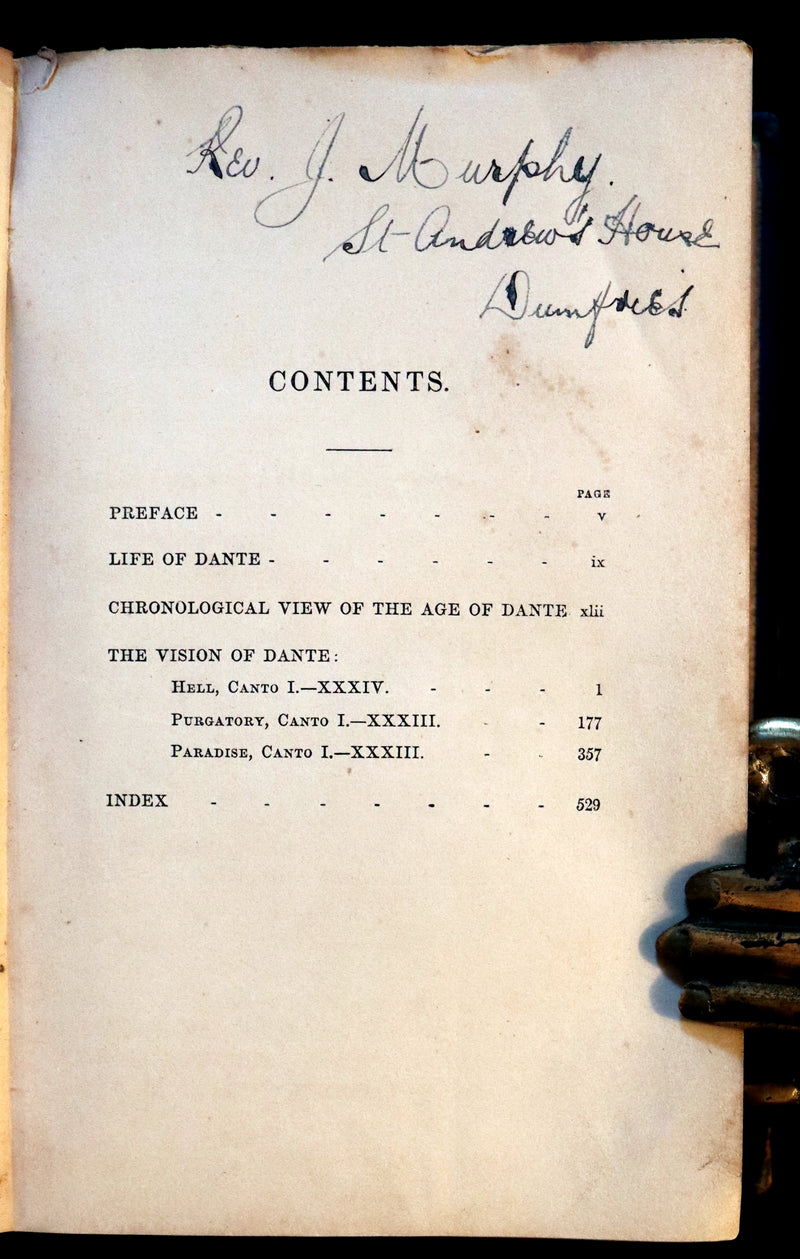 Rev. J. Murphy.
St Andrew's House
Dumfries
CONTENTS.
PAGE
PREFACE - - - - - - - v
LIFE OF DANTE - - - - - - ix
CHRONOLOGICAL VIEW OF THE AGE OF DANTE xlii
THE VISION OF DANTE:
HELL, CANTO I.—XXXIV. - - - 1
PURGATORY, CANTO I.—XXXIII. - - 177
PARADISE, CANTO I.—XXXIII. - - 357
INDEX - - - - - - - 529